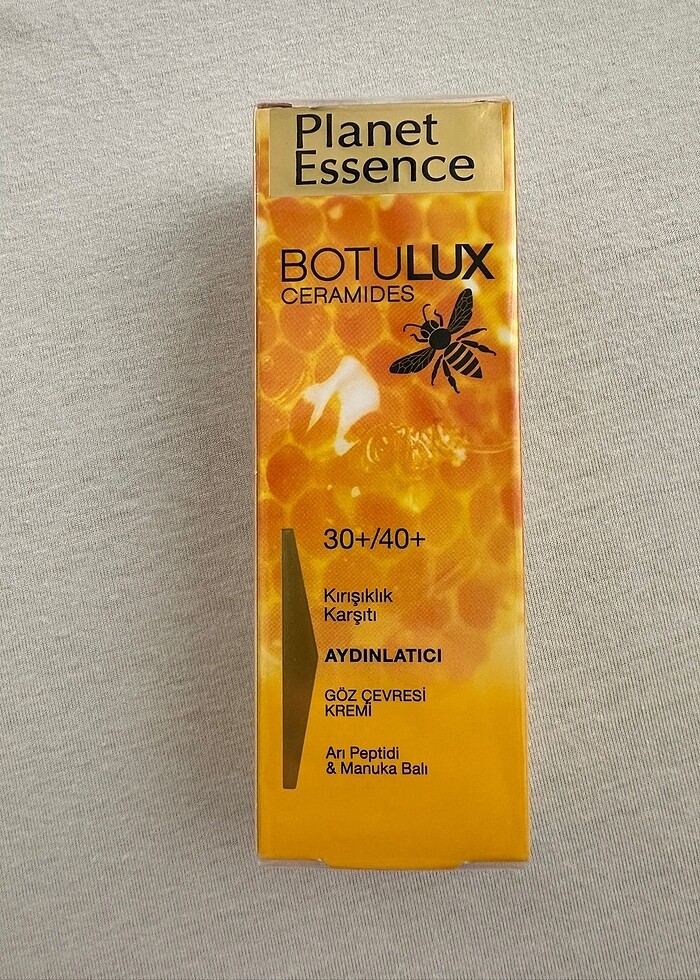 Planet
Essence
BOTULUX
CERAMIDES
30+/40+
Kırışıklık
Karşıtı
AYDINLATICI
GÖZ ÇEVRESİ
KREMİ
Arı Peptidi
& Manuka Balı